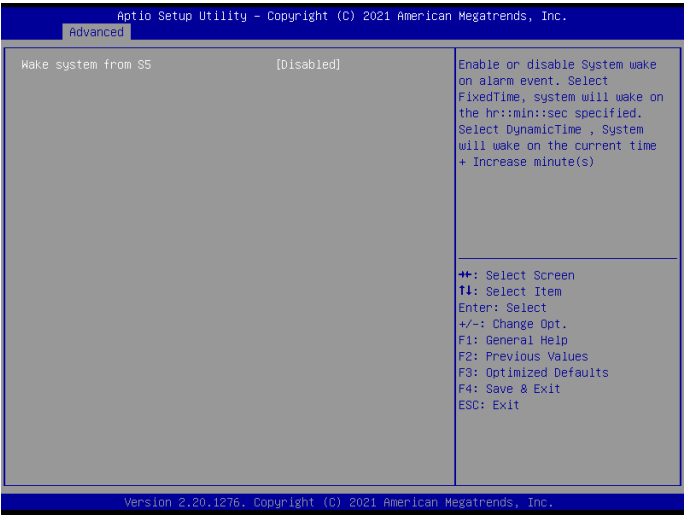 Aptio Setup Utility – Copyright (C) 2021 American Megatrends, Inc.
Advanced
Wake system from S5 [Disabled]
Enable or disable System wake
on alarm event. Select
FixedTime, system will wake on
the hr::min::sec specified.
Select DynamicTime , System
will wake on the current time
+ Increase minute(s)
→←: Select Screen
↑↓: Select Item
Enter: Select
+/-: Change Opt.
F1: General Help
F2: Previous Values
F3: Optimized Defaults
F4: Save & Exit
ESC: Exit
Version 2.20.1276. Copyright (C) 2021 American Megatrends, Inc.